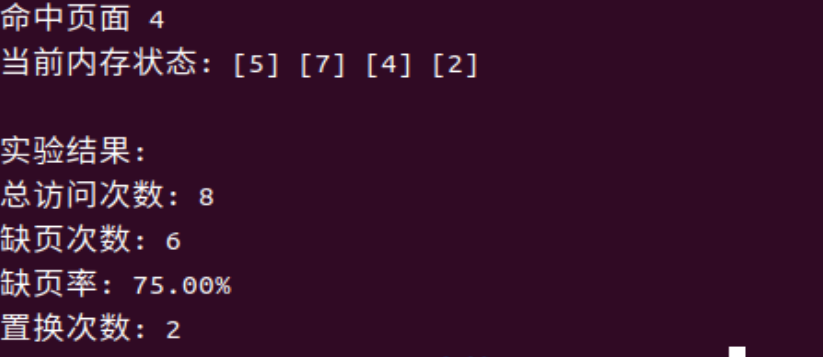 命中页面 4
当前内存状态: [5] [7] [4] [2]
实验结果:
总访问次数: 8
缺页次数: 6
缺页率: 75.00%
置换次数: 2